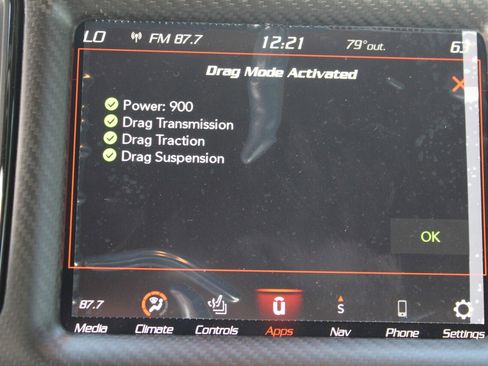 LO FM 87.7 12:21 79°out. 63
Drag Mode Activated
Power: 900
Drag Transmission
Drag Traction
Drag Suspension
OK
87.7 S
Media Climate Controls Apps Nav Phone Settings